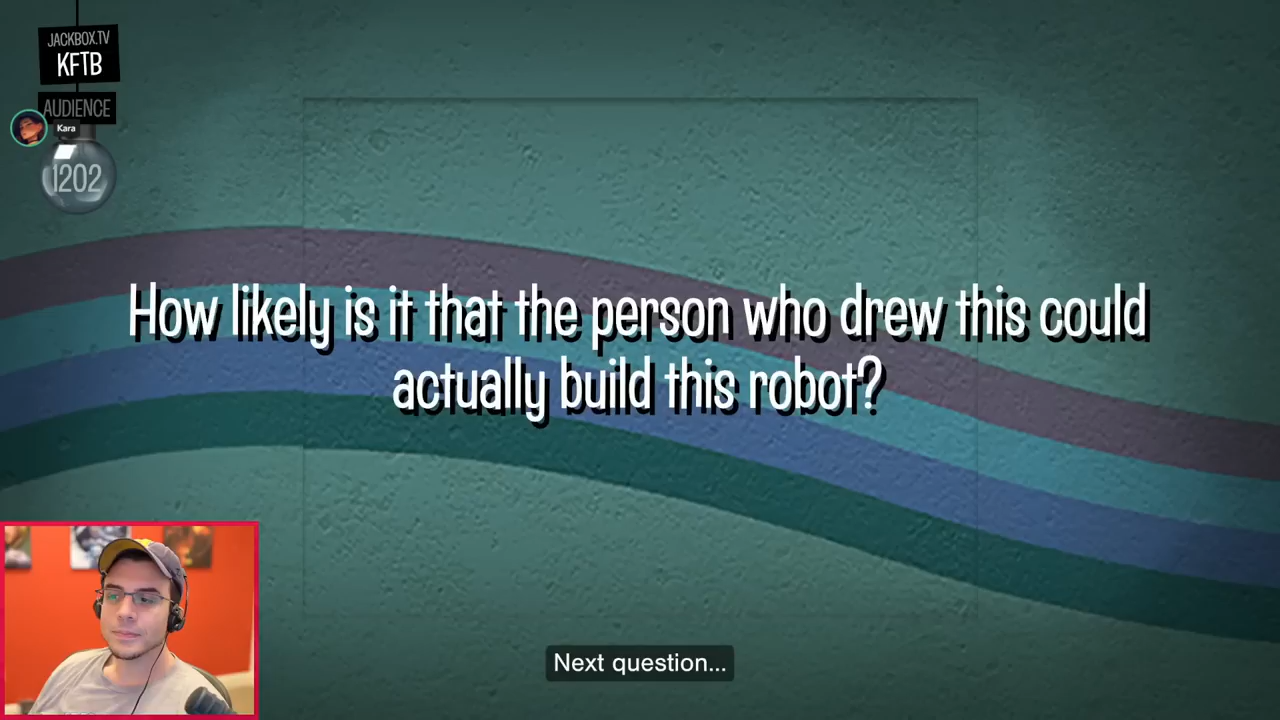 JACKBOX.TV
KFTB
AUDIENCE
Kara
1202
How likely is it that the person who drew this could
actually build this robot?
Next question...